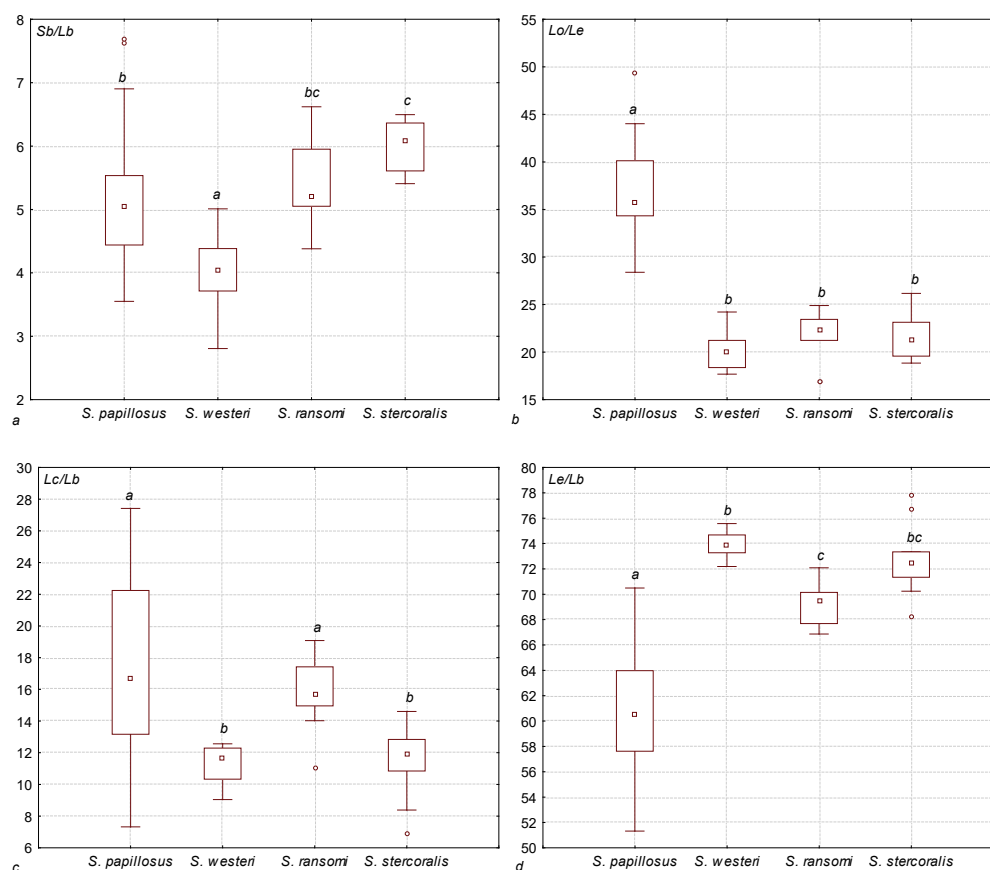 Sb/Lb
8
7
6
5
4
3
2
b
a
bc
c
S. papillosus S. westeri S. ransomi S. stercoralis
a
Lo/Le
55
50
45
40
35
30
25
20
15
a
b
b
b
S. papillosus S. westeri S. ransomi S. stercoralis
b
Lc/Lb
30
28
26
24
22
20
18
16
14
12
10
8
6
a
b
a
b
S. papillosus S. westeri S. ransomi S. stercoralis
c
Le/Lb
80
78
76
74
72
70
68
66
64
62
60
58
56
54
52
50
a
b
c
bc
S. papillosus S. westeri S. ransomi S. stercoralis
d